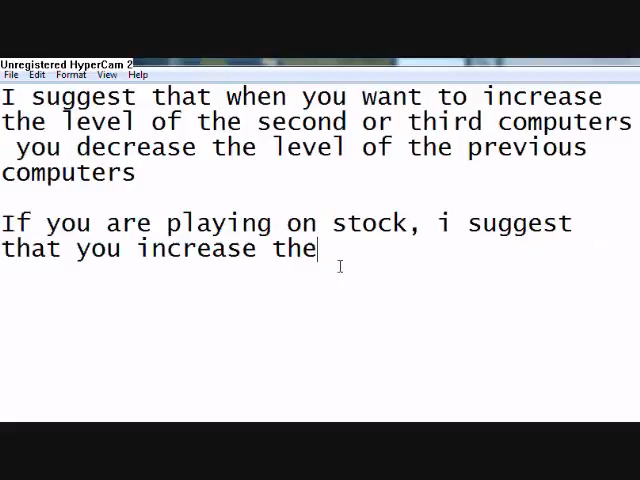 Unregistered HyperCam 2
File Edit Format View Help
I suggest that when you want to increase
the level of the second or third computers
you decrease the level of the previous
computers
If you are playing on stock, i suggest
that you increase the